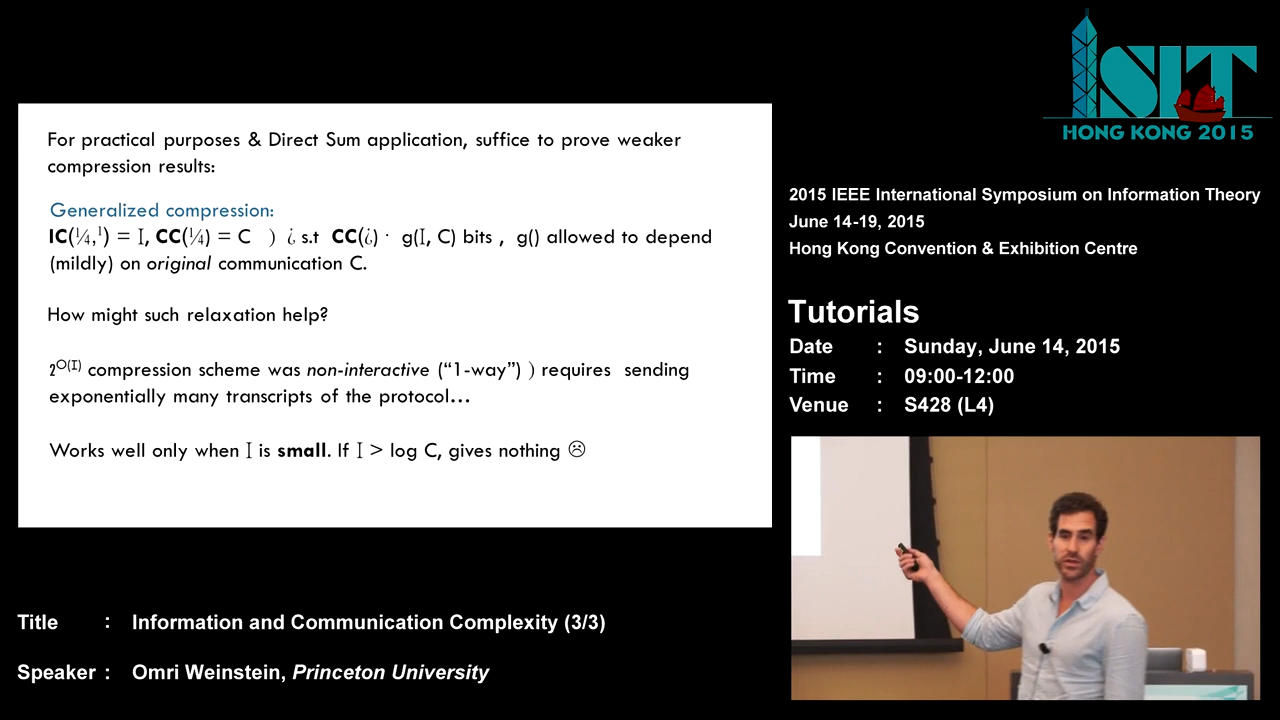 For practical purposes & Direct Sum application, suffice to prove weaker
compression results:
Generalized compression:
IC(¼,¹) = I, CC(¼) = C ) ¿ s.t CC(¿) · g(I, C) bits , g() allowed to depend
(mildly) on original communication C.
How might such relaxation help?
2^O(I) compression scheme was non-interactive (“1-way”) ) requires sending
exponentially many transcripts of the protocol…
Works well only when I is small. If I > log C, gives nothing ☹
ISIT
HONG KONG 2015
2015 IEEE International Symposium on Information Theory
June 14-19, 2015
Hong Kong Convention & Exhibition Centre
Tutorials
Date : Sunday, June 14, 2015
Time : 09:00-12:00
Venue : S428 (L4)
Title : Information and Communication Complexity (3/3)
Speaker : Omri Weinstein, Princeton University